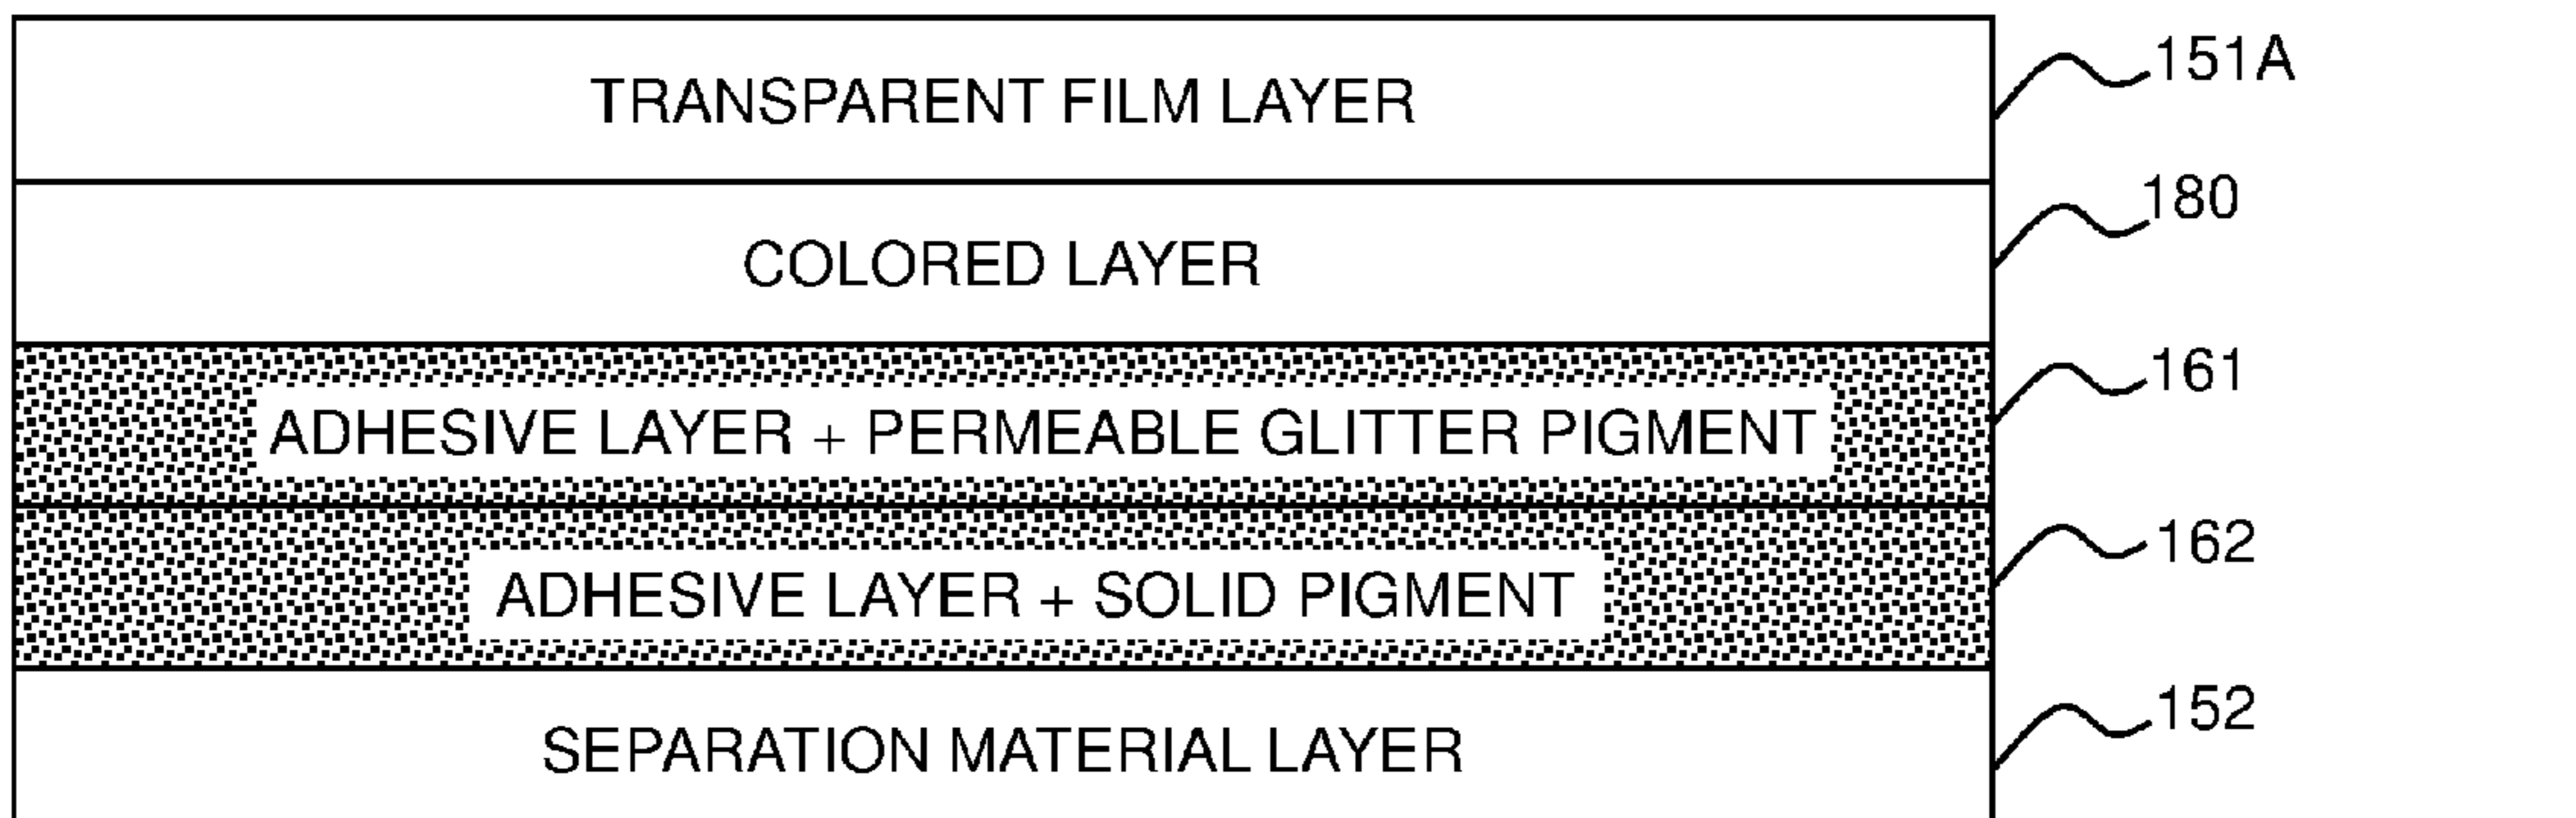 TRANSPARENT FILM LAYER 151A
COLORED LAYER 180
ADHESIVE LAYER + PERMEABLE GLITTER PIGMENT 161
ADHESIVE LAYER + SOLID PIGMENT 162
SEPARATION MATERIAL LAYER 152